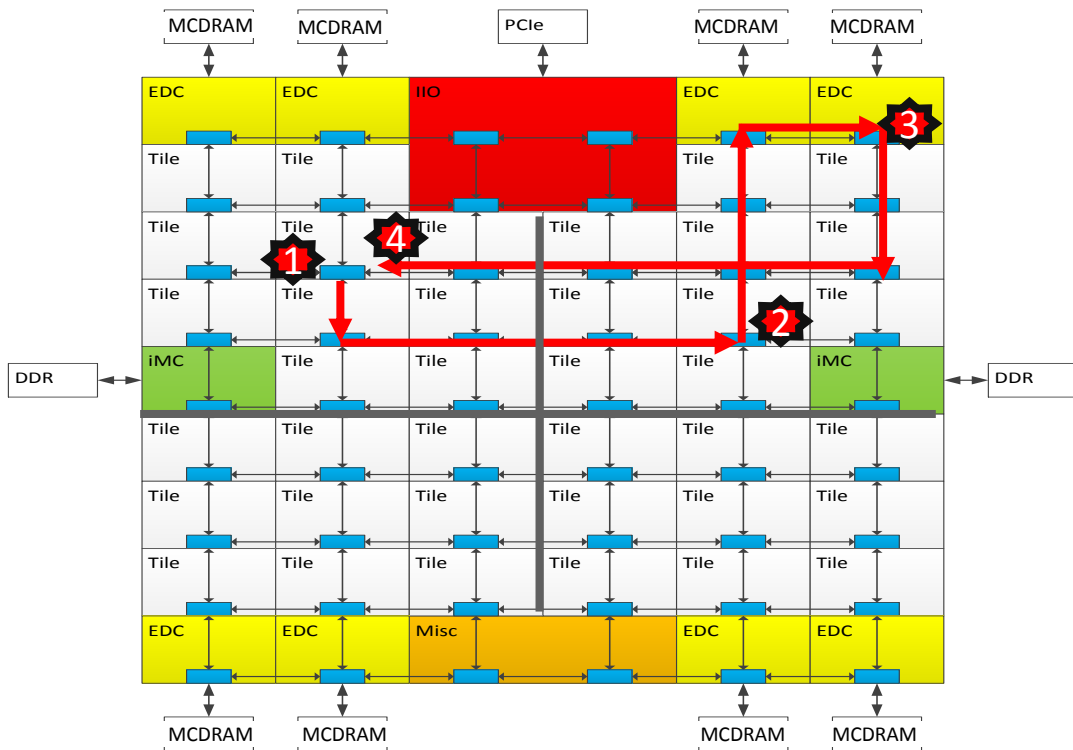 MCDRAM MCDRAM PCIe MCDRAM MCDRAM
EDC EDC IIO EDC EDC
3
Tile Tile Tile Tile
Tile Tile Tile Tile Tile Tile
1 4
Tile Tile Tile Tile Tile Tile
2
iMC Tile Tile Tile Tile iMC
DDR DDR
Tile Tile Tile Tile Tile Tile
Tile Tile Tile Tile Tile Tile
Tile Tile Tile Tile Tile Tile
EDC EDC Misc EDC EDC
MCDRAM MCDRAM MCDRAM MCDRAM